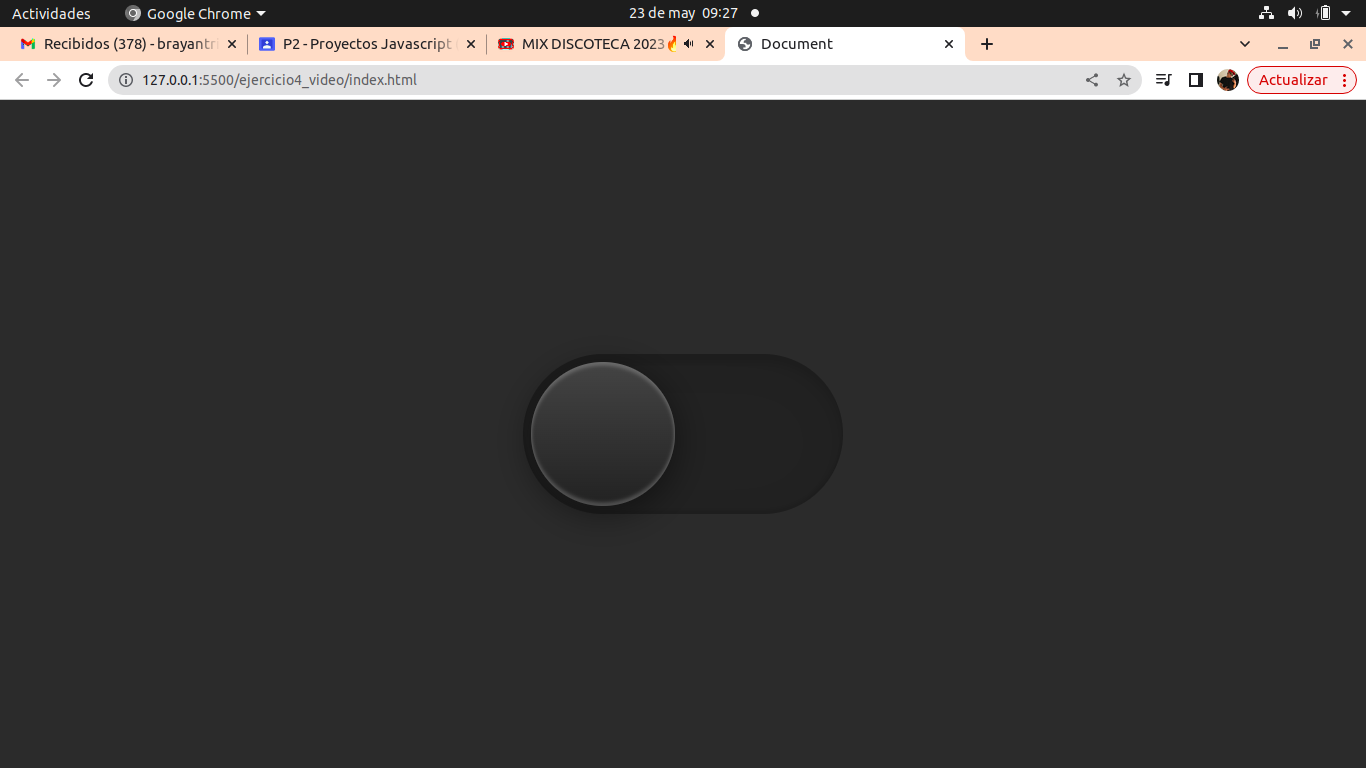 Actividades Google Chrome 23 de may 09:27
Recibidos (378) - brayantri P2 - Proyectos Javascript MIX DISCOTECA 2023🔥 Document
127.0.0.1:5500/ejercicio4_video/index.html Actualizar